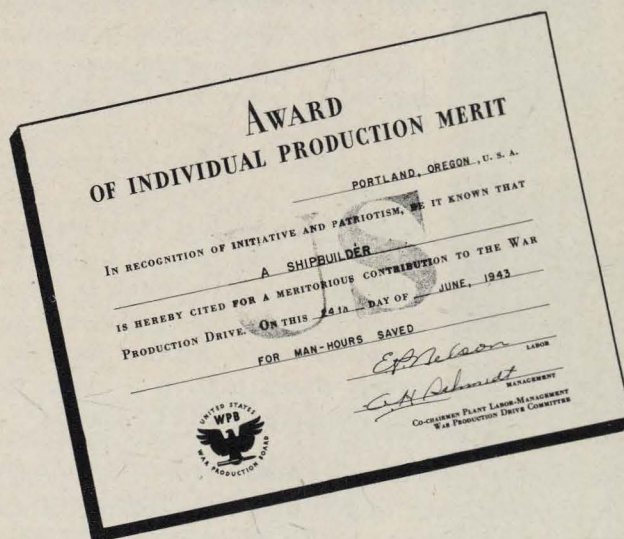 AWARD
OF INDIVIDUAL PRODUCTION MERIT
PORTLAND, OREGON, U. S. A.
IN RECOGNITION OF INITIATIVE AND PATRIOTISM, BE IT KNOWN THAT
A SHIPBUILDER
IS HEREBY CITED FOR A MERITORIOUS CONTRIBUTION TO THE WAR
PRODUCTION DRIVE. ON THIS DAY OF JUNE, 1943
FOR MAN-HOURS SAVED
E.P. Nelson LABOR
Schmidt MANAGEMENT
CO-CHAIRMEN PLANT LABOR-MANAGEMENT
WAR PRODUCTION DRIVE COMMITTEE
US
UNITED STATES
WPB
WAR PRODUCTION BOARD